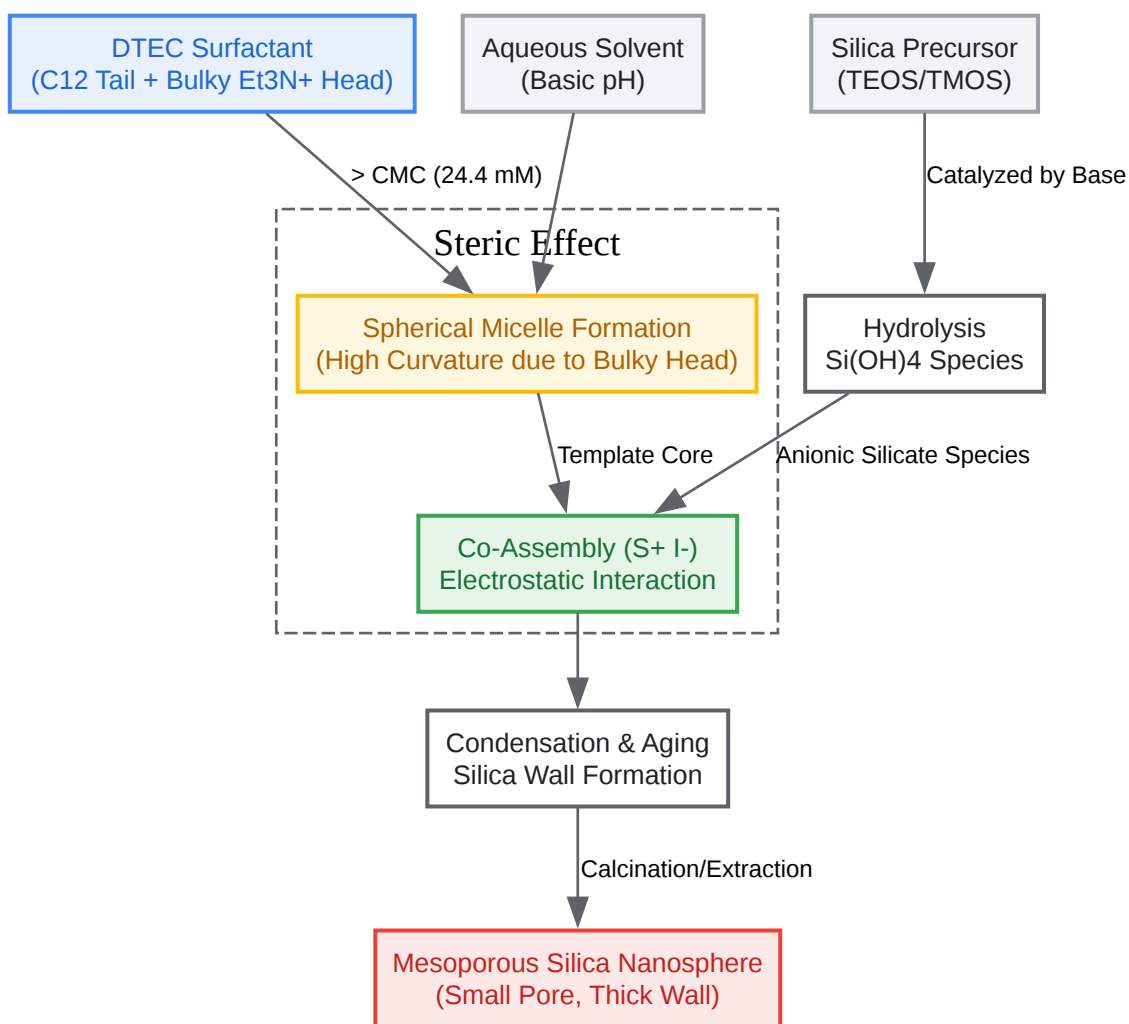 DTEC Surfactant
(C12 Tail + Bulky Et3N+ Head)
Aqueous Solvent
(Basic pH)
Silica Precursor
(TEOS/TMOS)
> CMC (24.4 mM)
Catalyzed by Base
Steric Effect
Spherical Micelle Formation
(High Curvature due to Bulky Head)
Hydrolysis
Si(OH)4 Species
Template Core
Anionic Silicate Species
Co-Assembly (S+ I-)
Electrostatic Interaction
Condensation & Aging
Silica Wall Formation
Calcination/Extraction
Mesoporous Silica Nanosphere
(Small Pore, Thick Wall)